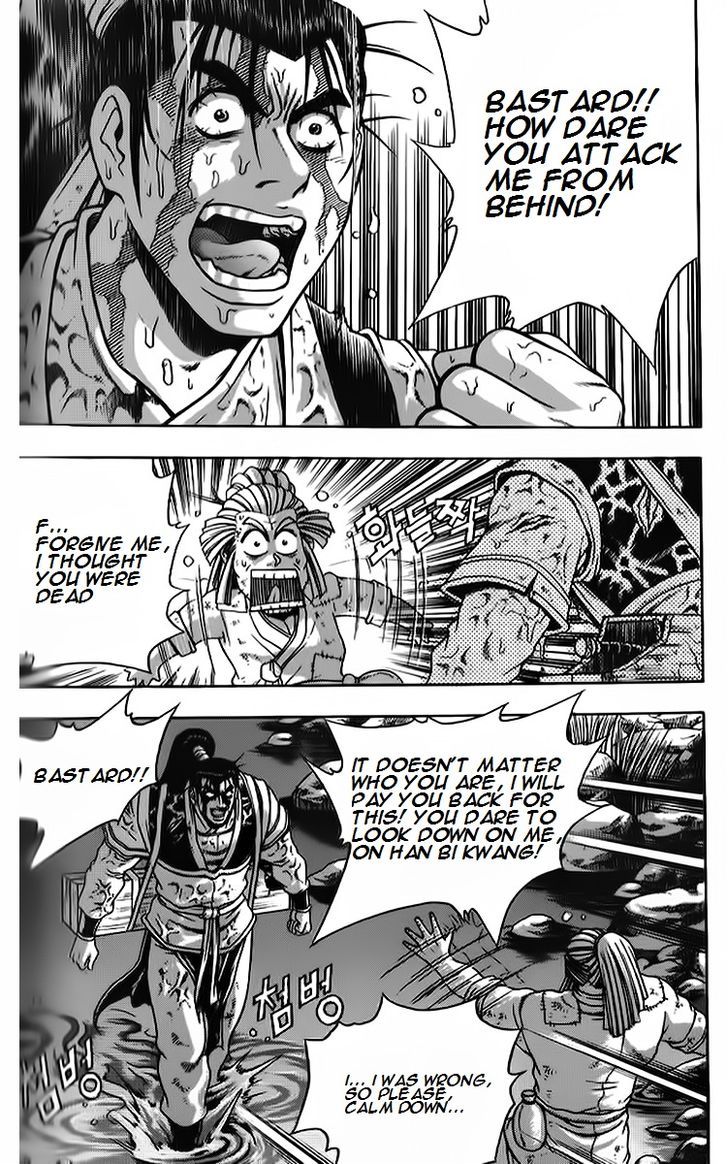 BASTARD!!
HOW DARE
YOU ATTACK
ME FROM
BEHIND!
F...
FORGIVE ME,
I THOUGHT
YOU WERE
DEAD
화들짝
BASTARD!!
IT DOESN'T MATTER
WHO YOU ARE, I WILL
PAY YOU BACK FOR
THIS! YOU DARE TO
LOOK DOWN ON ME,
ON HAN BI KWANG!
첨벙
첨벙
I... I WAS WRONG,
SO PLEASE
CALM DOWN...